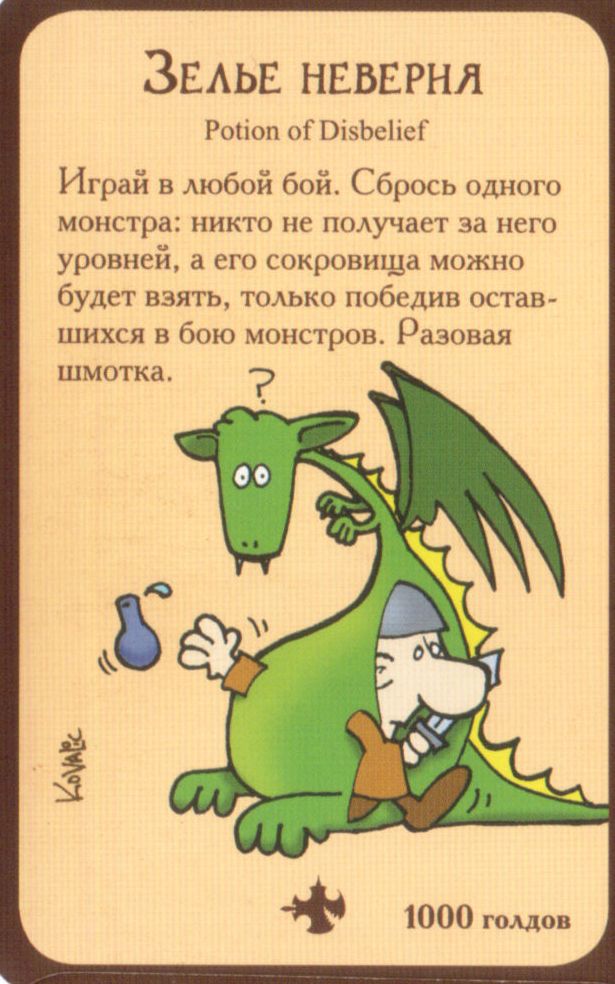 Зелье неверия
Potion of Disbelief
Играй в любой бой. Сбрось одного
монстра: никто не получает за него
уровней, а его сокровища можно
будет взять, только победив остав-
шихся в бою монстров. Разовая
шмотка.
?
Kovalic
1000 голдов